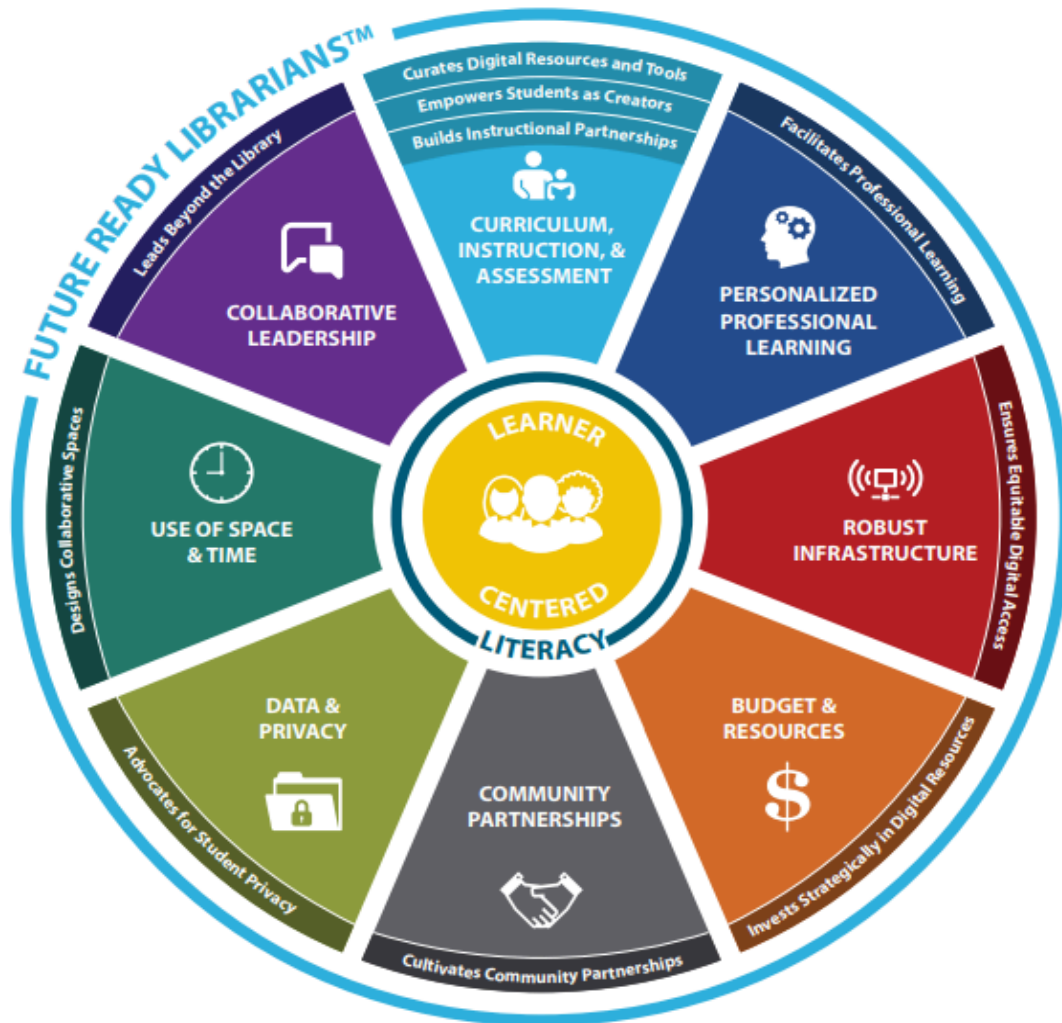 FUTURE READY LIBRARIANS™
Curates Digital Resources and Tools
Empowers Students as Creators
Builds Instructional Partnerships
CURRICULUM,
INSTRUCTION, &
ASSESSMENT
Facilitates Professional Learning
PERSONALIZED
PROFESSIONAL
LEARNING
Ensures Equitable Digital Access
ROBUST
INFRASTRUCTURE
Invests Strategically in Digital Resources
BUDGET &
RESOURCES
$
COMMUNITY
PARTNERSHIPS
Cultivates Community Partnerships
DATA &
PRIVACY
Advocates for Student Privacy
USE OF SPACE
& TIME
Designs Collaborative Spaces
COLLABORATIVE
LEADERSHIP
Leads Beyond the Library
LEARNER
CENTERED
LITERACY